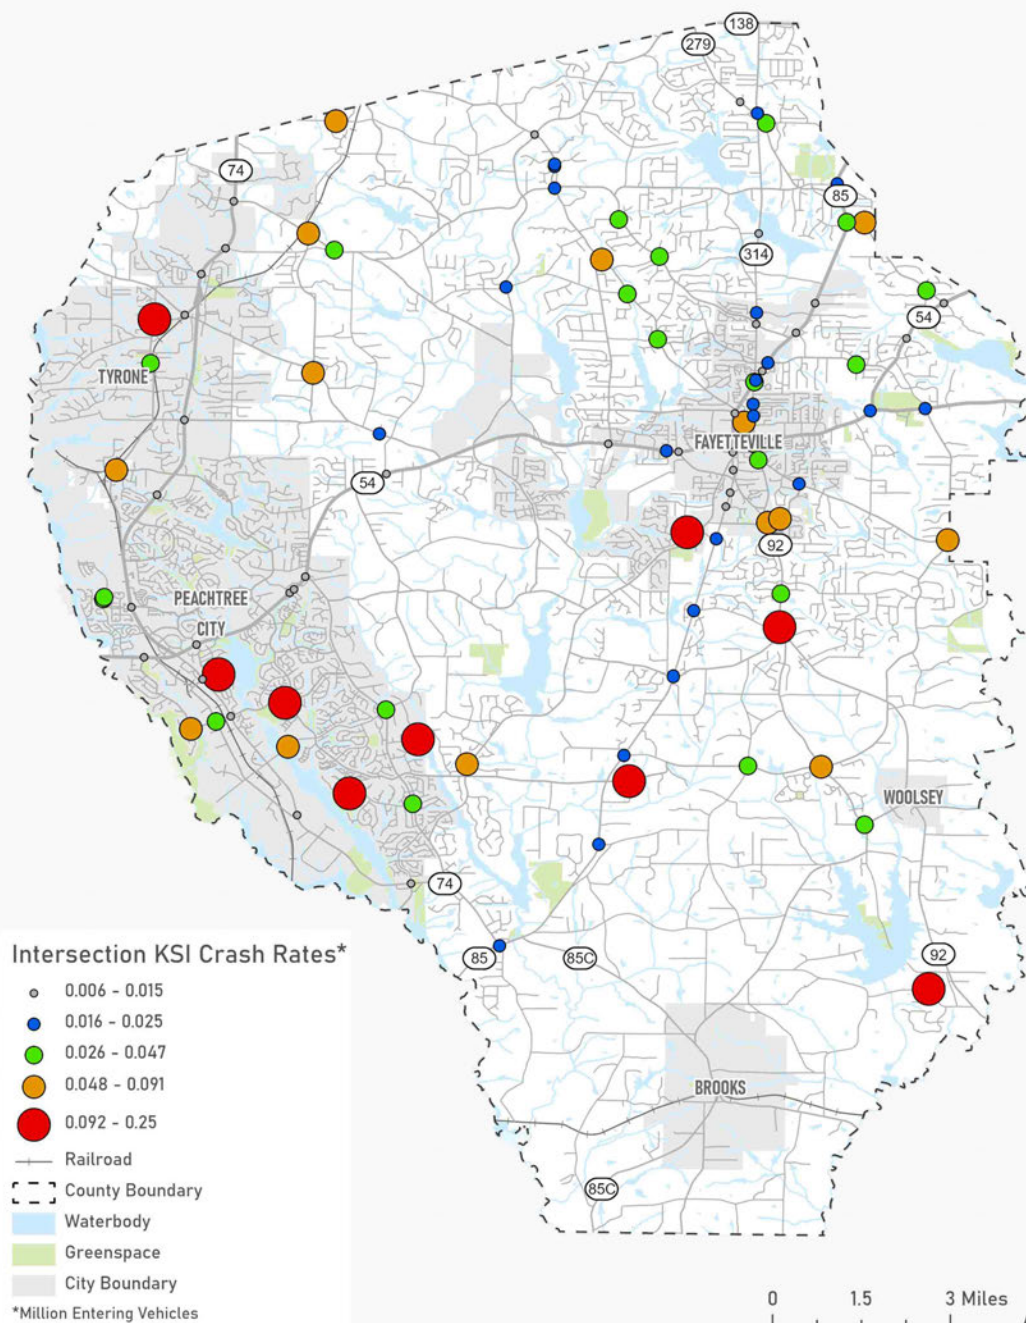 138
279
74
85
314
54
TYRONE
FAYETTEVILLE
54
92
PEACHTREE
CITY
WOOLSEY
74
85
85C
92
Intersection KSI Crash Rates*
0.006 - 0.015
0.016 - 0.025
0.026 - 0.047
0.048 - 0.091
0.092 - 0.25
Railroad
County Boundary
Waterbody
Greenspace
City Boundary
*Million Entering Vehicles
BROOKS
85C
0 1.5 3 Miles